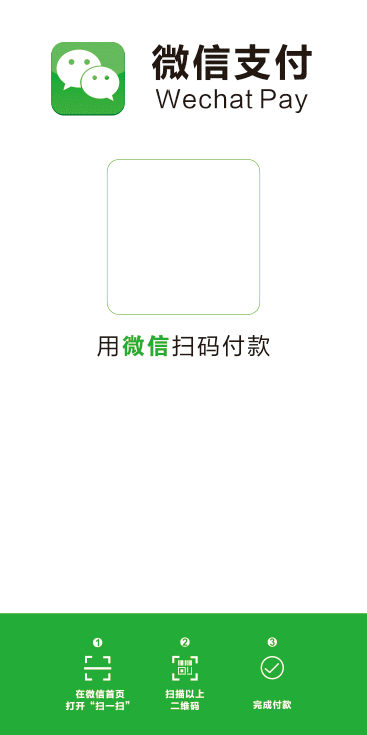 微信支付
Wechat Pay
用微信扫码付款
1
在微信首页
打开“扫一扫”
2
扫描以上
二维码
3
完成付款